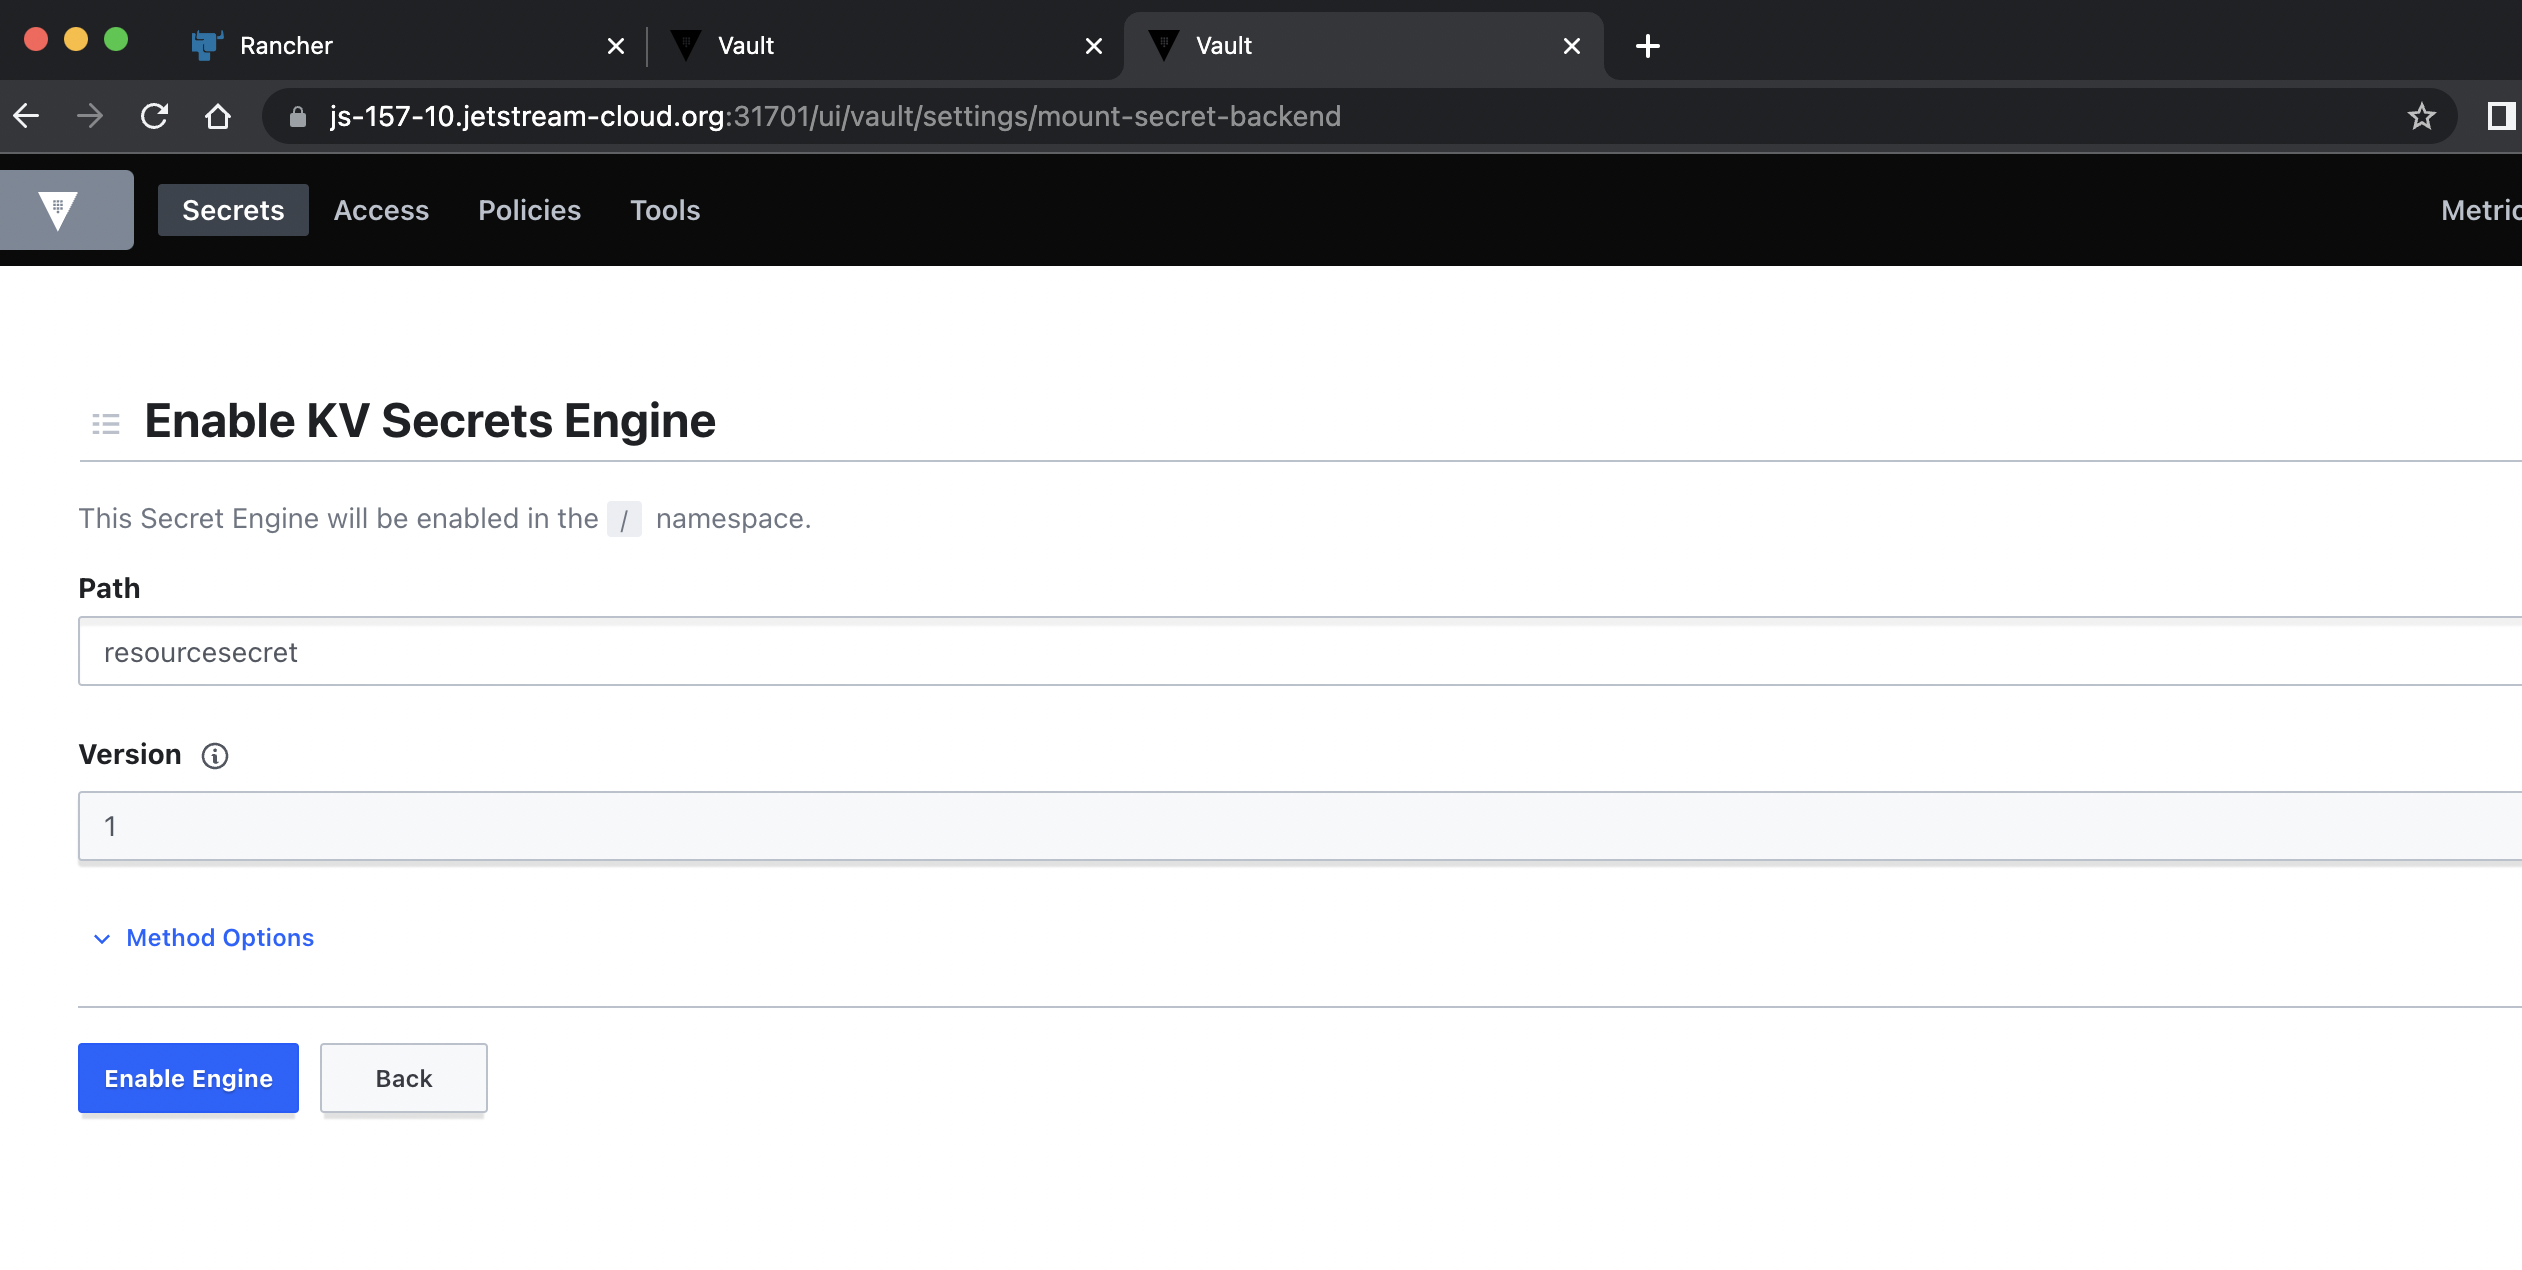 Rancher
Vault
Vault
js-157-10.jetstream-cloud.org:31701/ui/vault/settings/mount-secret-backend
Secrets Access Policies Tools
Enable KV Secrets Engine
This Secret Engine will be enabled in the / namespace.
Path
resourcesecret
Version
1
Method Options
Enable Engine Back